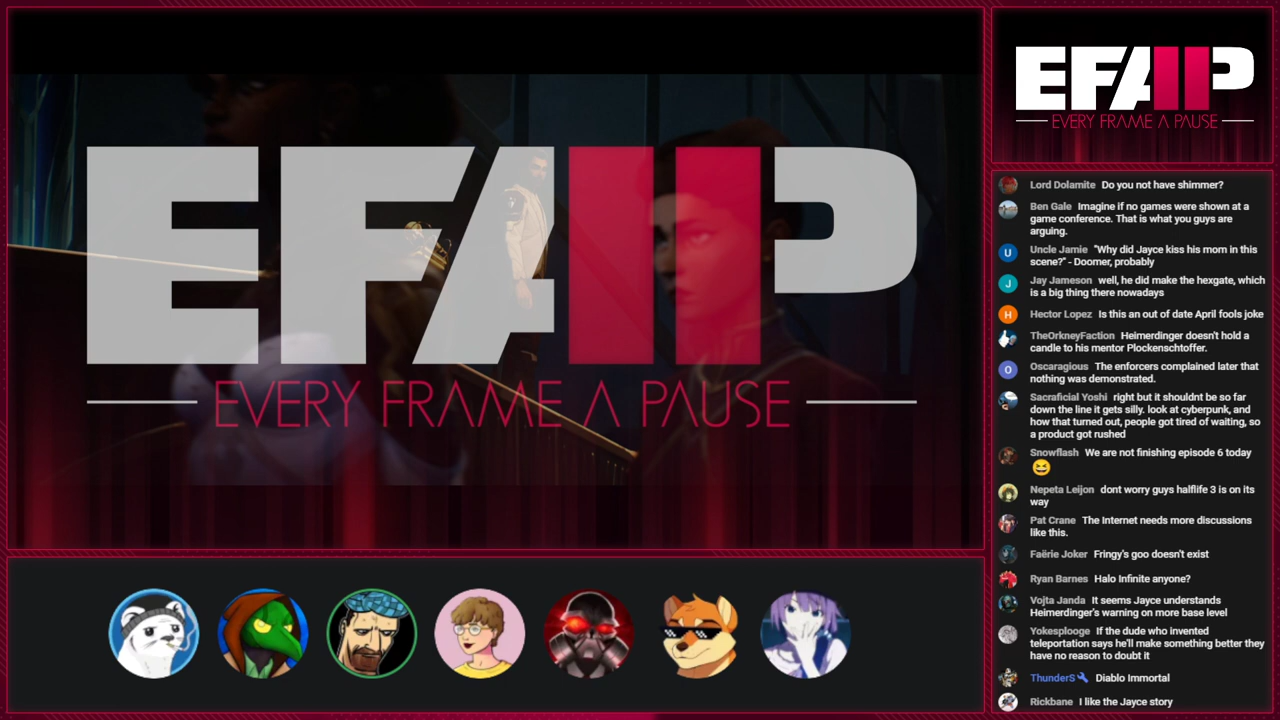 EFAP
EVERY FRAME A PAUSE
EFAP
EVERY FRAME A PAUSE
Lord Dolamite Do you not have shimmer?
Ben Gale Imagine if no games were shown at a
game conference. That is what you guys are
arguing.
U
Uncle Jamie "Why did Jayce kiss his mom in this
scene?" - Doomer, probably
J
Jay Jameson well, he did make the hexgate, which
is a big thing there nowadays
H
Hector Lopez Is this an out of date April fools joke
TheOrkneyFaction Heimerdinger doesn't hold a
candle to his mentor Plockenschtoffer.
O
Oscaragious The enforcers complained later that
nothing was demonstrated.
Sacraficial Yoshi right but it shouldnt be so far
down the line it gets silly. look at cyberpunk, and
how that turned out, people got tired of waiting, so
a product got rushed
Snowflash We are not finishing episode 6 today
😆
Nepeta Leijon dont worry guys halflife 3 is on its
way
Pat Crane The Internet needs more discussions
like this.
Faërie Joker Fringy's goo doesn't exist
Ryan Barnes Halo Infinite anyone?
Vojta Janda It seems Jayce understands
Heimerdinger's warning on more base level
Yokesplooge If the dude who invented
teleportation says he'll make something better they
have no reason to doubt it
ThunderS Diablo Immortal
Rickbane I like the Jayce story